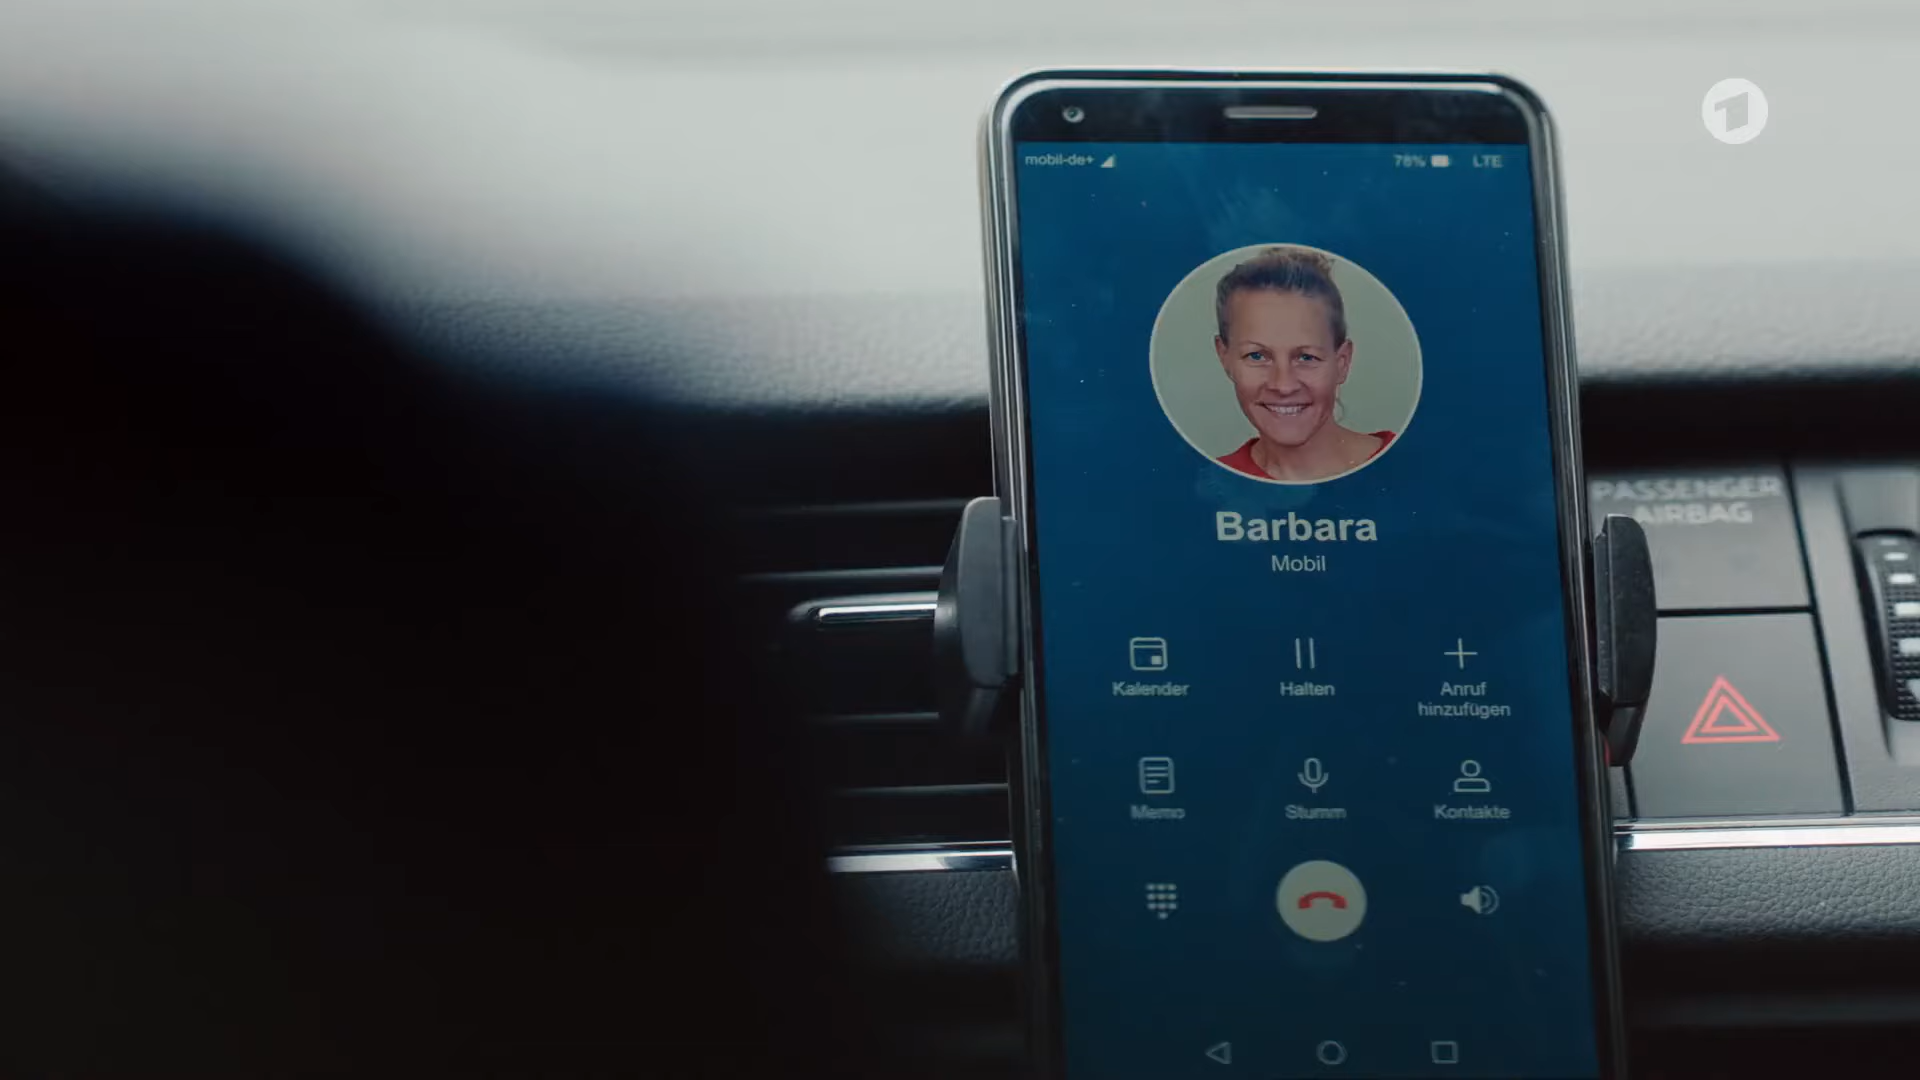 mobil-de+
78%
LTE
Barbara
Mobil
Kalender
Halten
Anruf
hinzufügen
Memo
Stumm
Kontakte
PASSENGER
AIRBAG